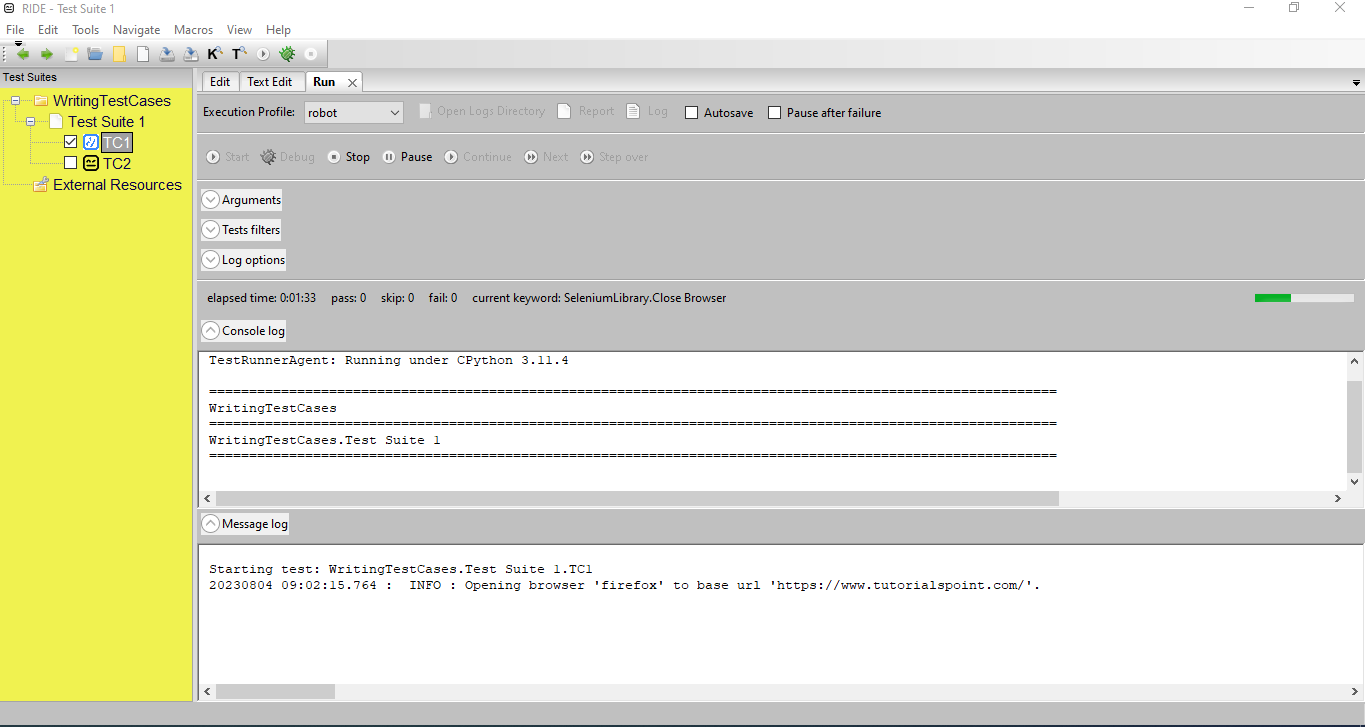 RIDE - Test Suite 1
File Edit Tools Navigate Macros View Help
K T
Test Suites
WritingTestCases
Test Suite 1
TC1
TC2
External Resources
Edit Text Edit Run
Execution Profile: robot Open Logs Directory Report Log Autosave Pause after failure
Start Debug Stop Pause Continue Next Step over
Arguments
Tests filters
Log options
elapsed time: 0:01:33 pass: 0 skip: 0 fail: 0 current keyword: SeleniumLibrary.Close Browser
Console log
TestRunnerAgent: Running under CPython 3.11.4
==========================================================================================================
WritingTestCases
==========================================================================================================
WritingTestCases.Test Suite 1
==========================================================================================================
Message log
Starting test: WritingTestCases.Test Suite 1.TC1
20230804 09:02:15.764 :  INFO : Opening browser 'firefox' to base url 'https://www.tutorialspoint.com/'.